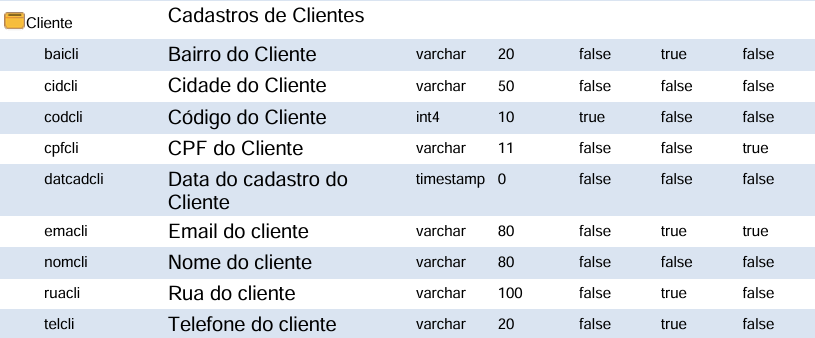 Cliente Cadastros de Clientes
baicli Bairro do Cliente varchar 20 false true false
cidcli Cidade do Cliente varchar 50 false false false
codcli Código do Cliente int4 10 true false false
cpfcli CPF do Cliente varchar 11 false false true
datcadcli Data do cadastro do timestamp 0 false false false
Cliente
emacli Email do cliente varchar 80 false true true
nomcli Nome do cliente varchar 80 false false false
ruacli Rua do cliente varchar 100 false true false
telcli Telefone do cliente varchar 20 false true false